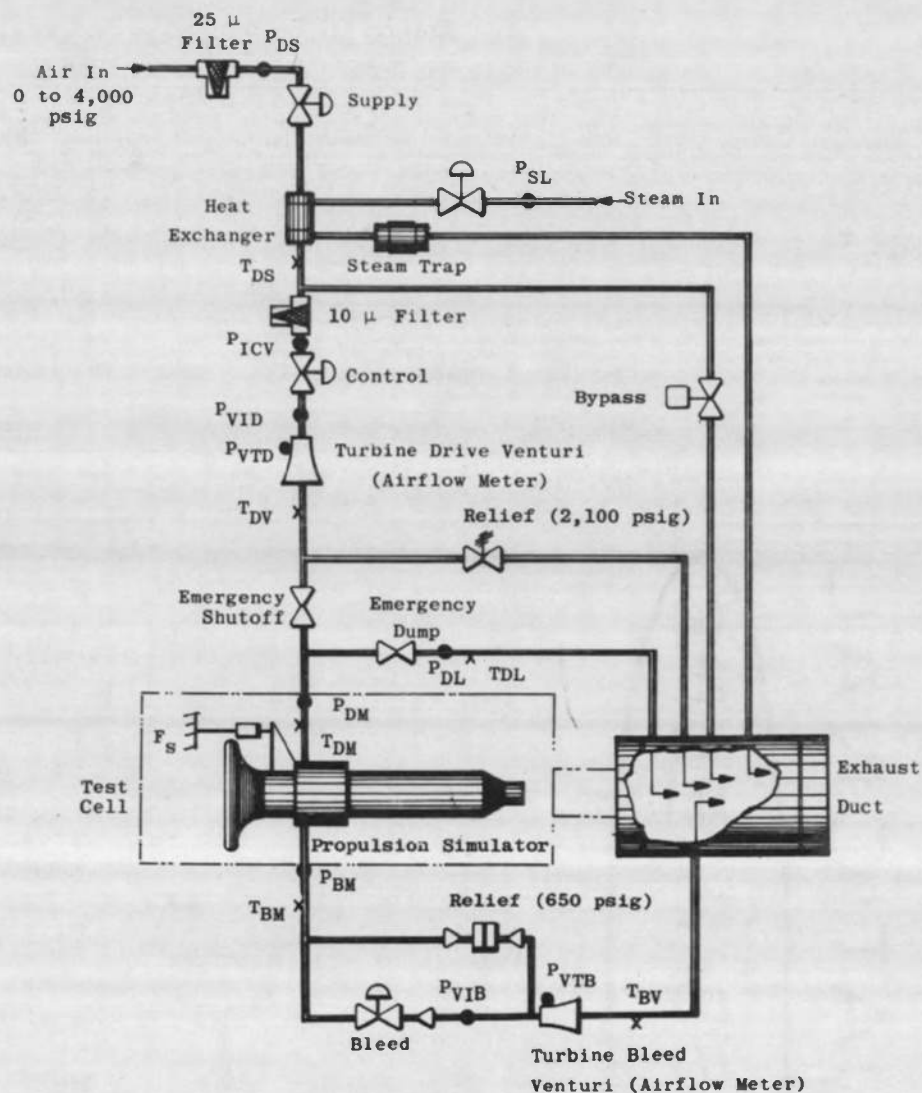 25 μ
Filter
P_DS
Air In
0 to 4,000
psig
Supply
P_SL
Steam In
Heat
Exchanger
Steam Trap
T_DS
10 μ Filter
P_ICV
Control
Bypass
P_VID
P_VTD
Turbine Drive Venturi
(Airflow Meter)
T_DV
Relief (2,100 psig)
Emergency
Shutoff
Emergency
Dump
P_DL
TDL
P_DM
F_s
T_DM
Test
Cell
Exhaust
Duct
Propulsion Simulator
P_BM
T_BM
Relief (650 psig)
P_VIB
P_VTB
T_BV
Bleed
Turbine Bleed
Venturi (Airflow Meter)